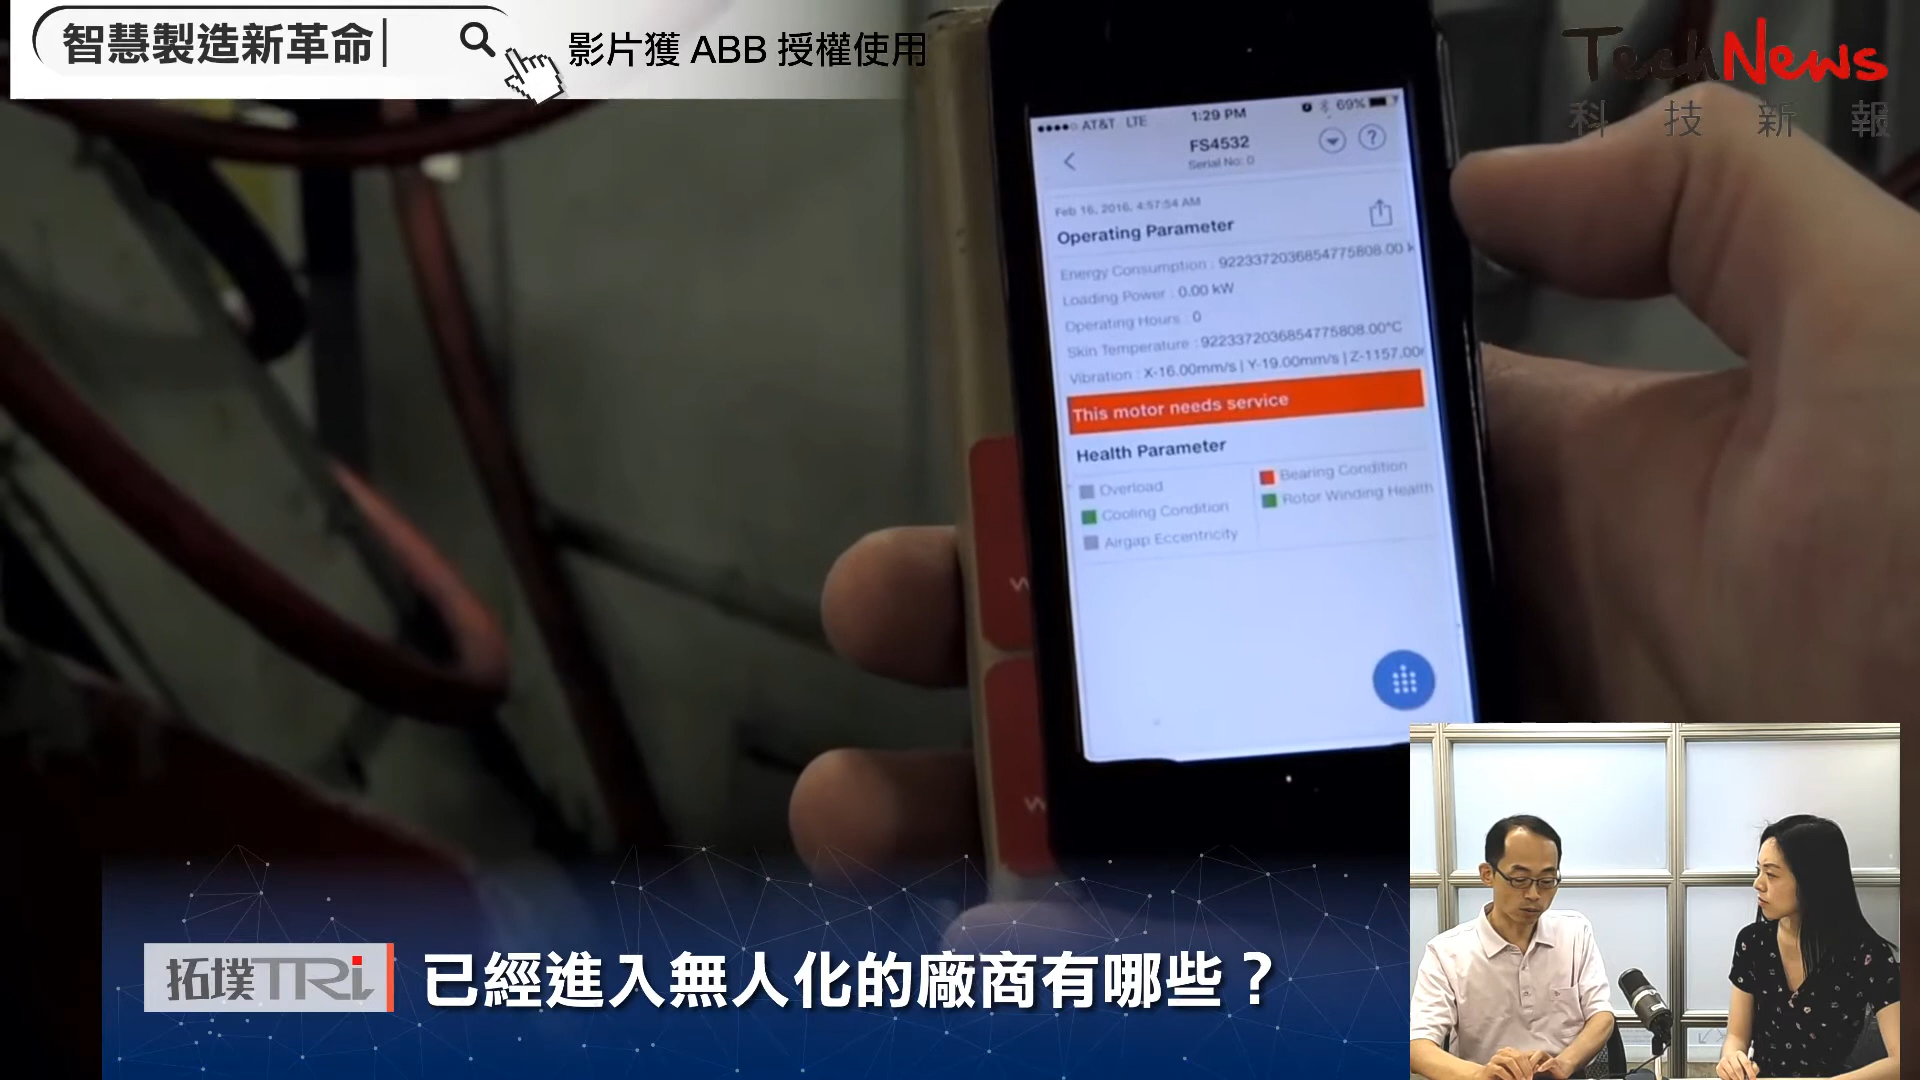 智慧製造新革命
影片獲 ABB 授權使用
TechNews
科技新報
AT&T LTE 1:29 PM 69%
FS4532
Serial No: 0
Feb 16, 2016, 4:57:54 AM
Operating Parameter
Energy Consumption : 9223372036854775808.00
Loading Power : 0.00 kW
Operating Hours : 0
Skin Temperature : 9223372036854775808.00°C
Vibration : X-16.00mm/s | Y-19.00mm/s | Z-1157.00
This motor needs service
Health Parameter
Overload
Bearing Condition
Cooling Condition
Rotor Winding Health
Airgap Eccentricity
拓墣TRi 已經進入無人化的廠商有哪些？